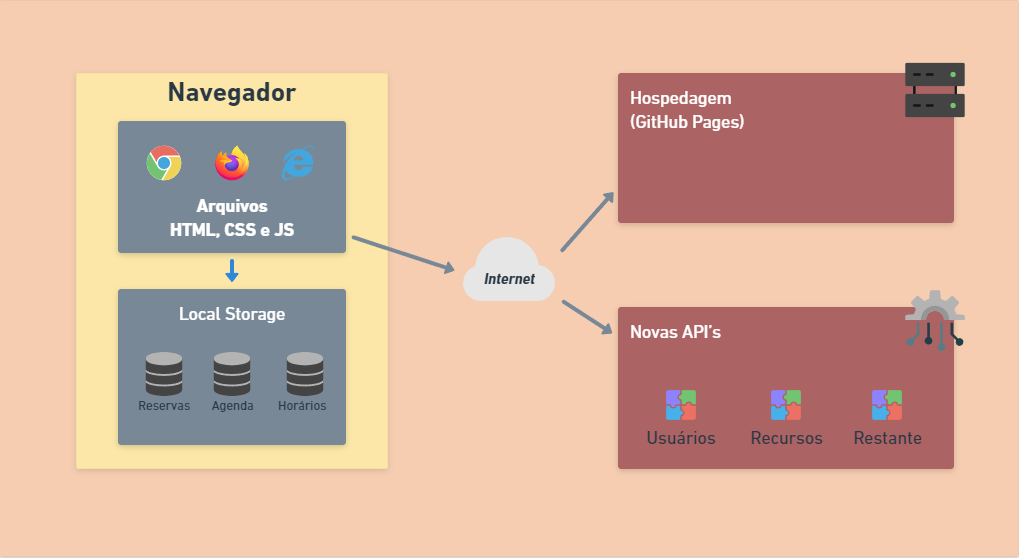 Navegador
Arquivos
HTML, CSS e JS
Local Storage
Reservas
Agenda
Horários
Internet
Hospedagem
(GitHub Pages)
Novas API's
Usuários
Recursos
Restante